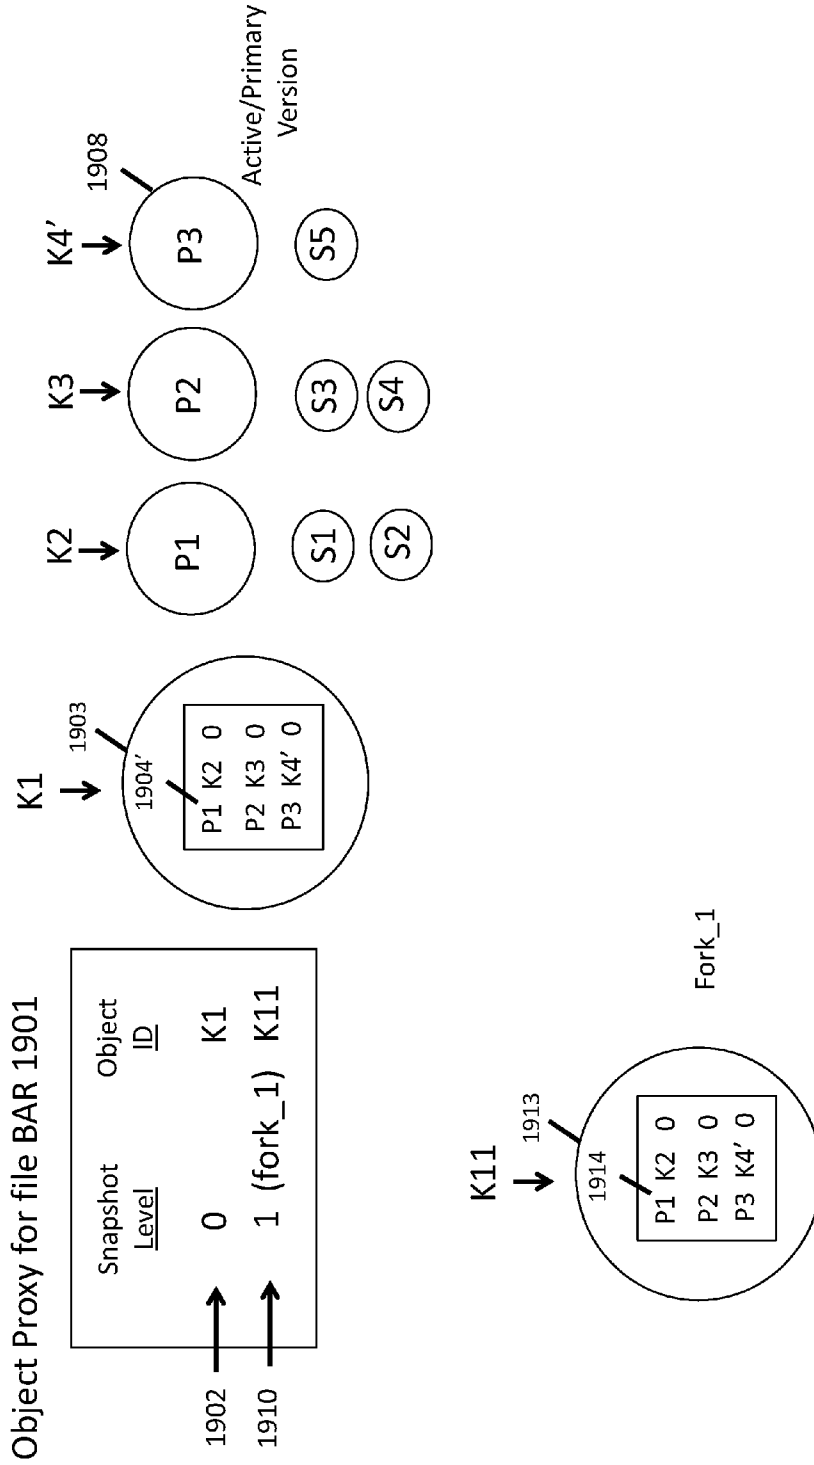 Object Proxy for file BAR 1901
Snapshot Object
Level ID
1902 0 K1
1910 1 (fork_1) K11
K1
1903
1904’
P1 K2 0
P2 K3 0
P3 K4’ 0
K2 K3 K4’
1908
P1 P2 P3
Active/Primary
Version
S1 S3 S5
S2 S4
K11
1913
1914
P1 K2 0
P2 K3 0
P3 K4’ 0
Fork_1